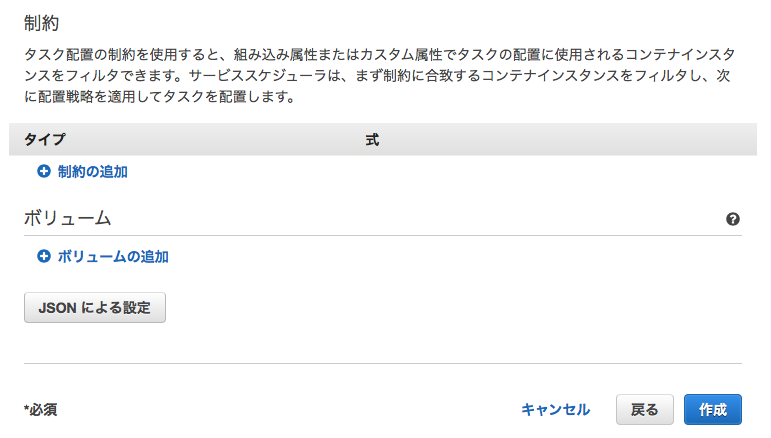 制約
タスク配置の制約を使用すると、組み込み属性またはカスタム属性でタスクの配置に使用されるコンテナインスタ
ンスをフィルタできます。サービススケジューラは、まず制約に合致するコンテナインスタンスをフィルタし、次
に配置戦略を適用してタスクを配置します。
タイプ 式
制約の追加
ボリューム
ボリュームの追加
JSON による設定
*必須 キャンセル 戻る 作成